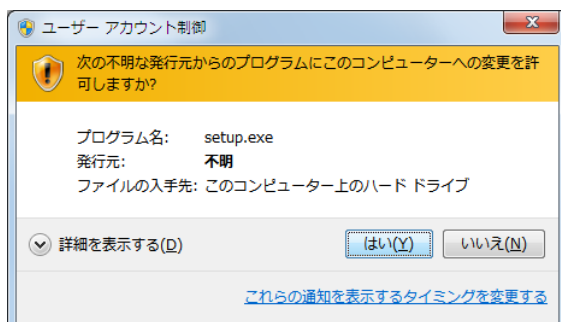 ユーザー アカウント制御
次の不明な発行元からのプログラムにこのコンピューターへの変更を許
可しますか?
プログラム名: setup.exe
発行元: 不明
ファイルの入手先: このコンピューター上のハード ドライブ
詳細を表示する(D) はい(Y) いいえ(N)
これらの通知を表示するタイミングを変更する